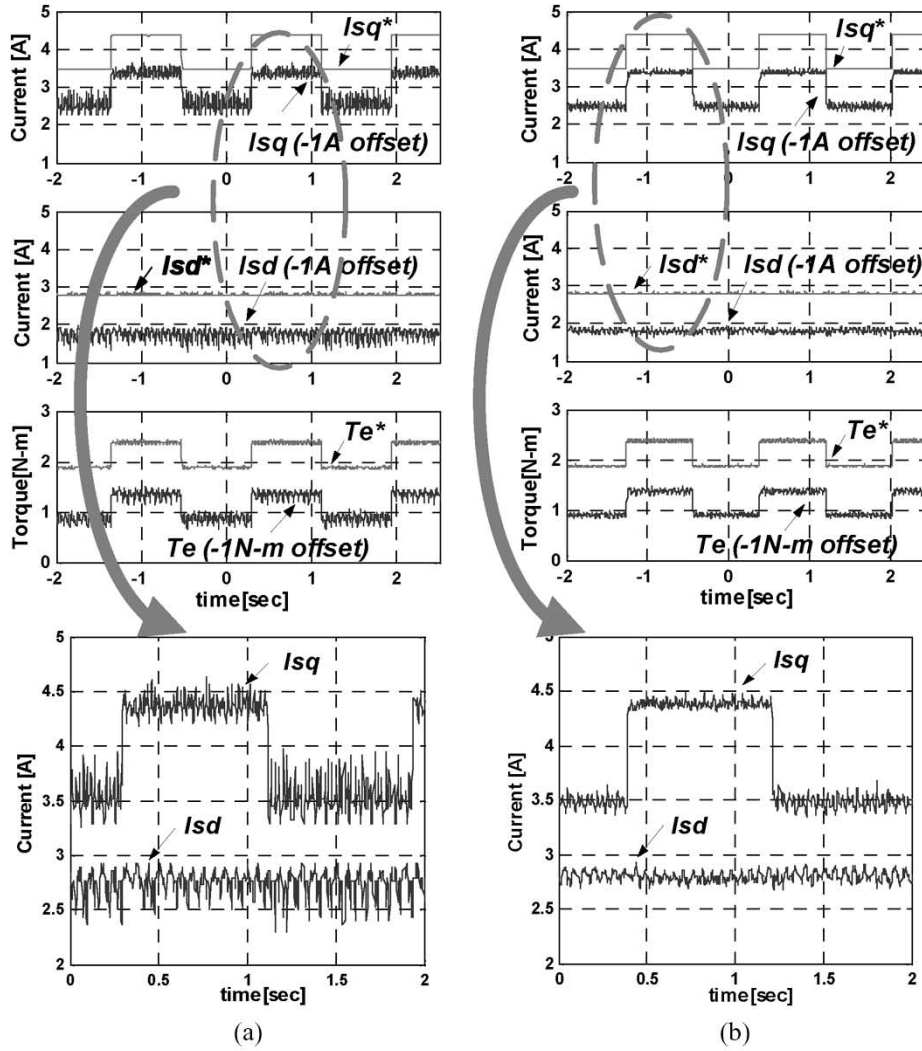 Current [A]
5
4
3
2
1
Isq*
Isq (-1A offset)
-2 -1 0 1 2
Current [A]
5
4
3
2
1
Isd*
Isd (-1A offset)
-2 -1 0 1 2
Torque[N-m]
3
2
1
0
Te*
Te (-1N-m offset)
-2 -1 0 1 2
time[sec]
Current [A]
5
4.5
4
3.5
3
2.5
2
Isq
Isd
0 0.5 1 1.5 2
time[sec]
(a)
Current [A]
5
4
3
2
1
Isq*
Isq (-1A offset)
-2 -1 0 1 2
Current [A]
5
4
3
2
1
Isd*
Isd (-1A offset)
-2 -1 0 1 2
Torque[N-m]
3
2
1
0
Te*
Te (-1N-m offset)
-2 -1 0 1 2
time[sec]
Current [A]
5
4.5
4
3.5
3
2.5
2
Isq
Isd
0 0.5 1 1.5 2
time[sec]
(b)